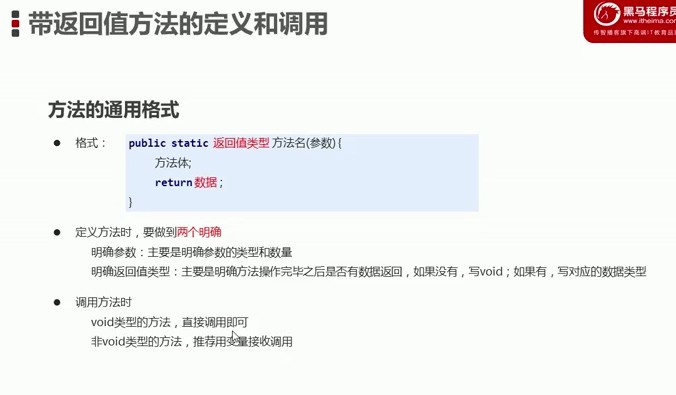 带返回值方法的定义和调用
黑马程序员
www.itheima.com
传智播客旗下高端IT教育品牌
方法的通用格式
● 格式：
public static 返回值类型 方法名(参数) {
方法体;
return 数据 ;
}
● 定义方法时，要做到两个明确
明确参数：主要是明确参数的类型和数量
明确返回值类型：主要是明确方法操作完毕之后是否有数据返回，如果没有，写void；如果有，写对应的数据类型
● 调用方法时
void类型的方法，直接调用即可
非void类型的方法，推荐用变量接收调用